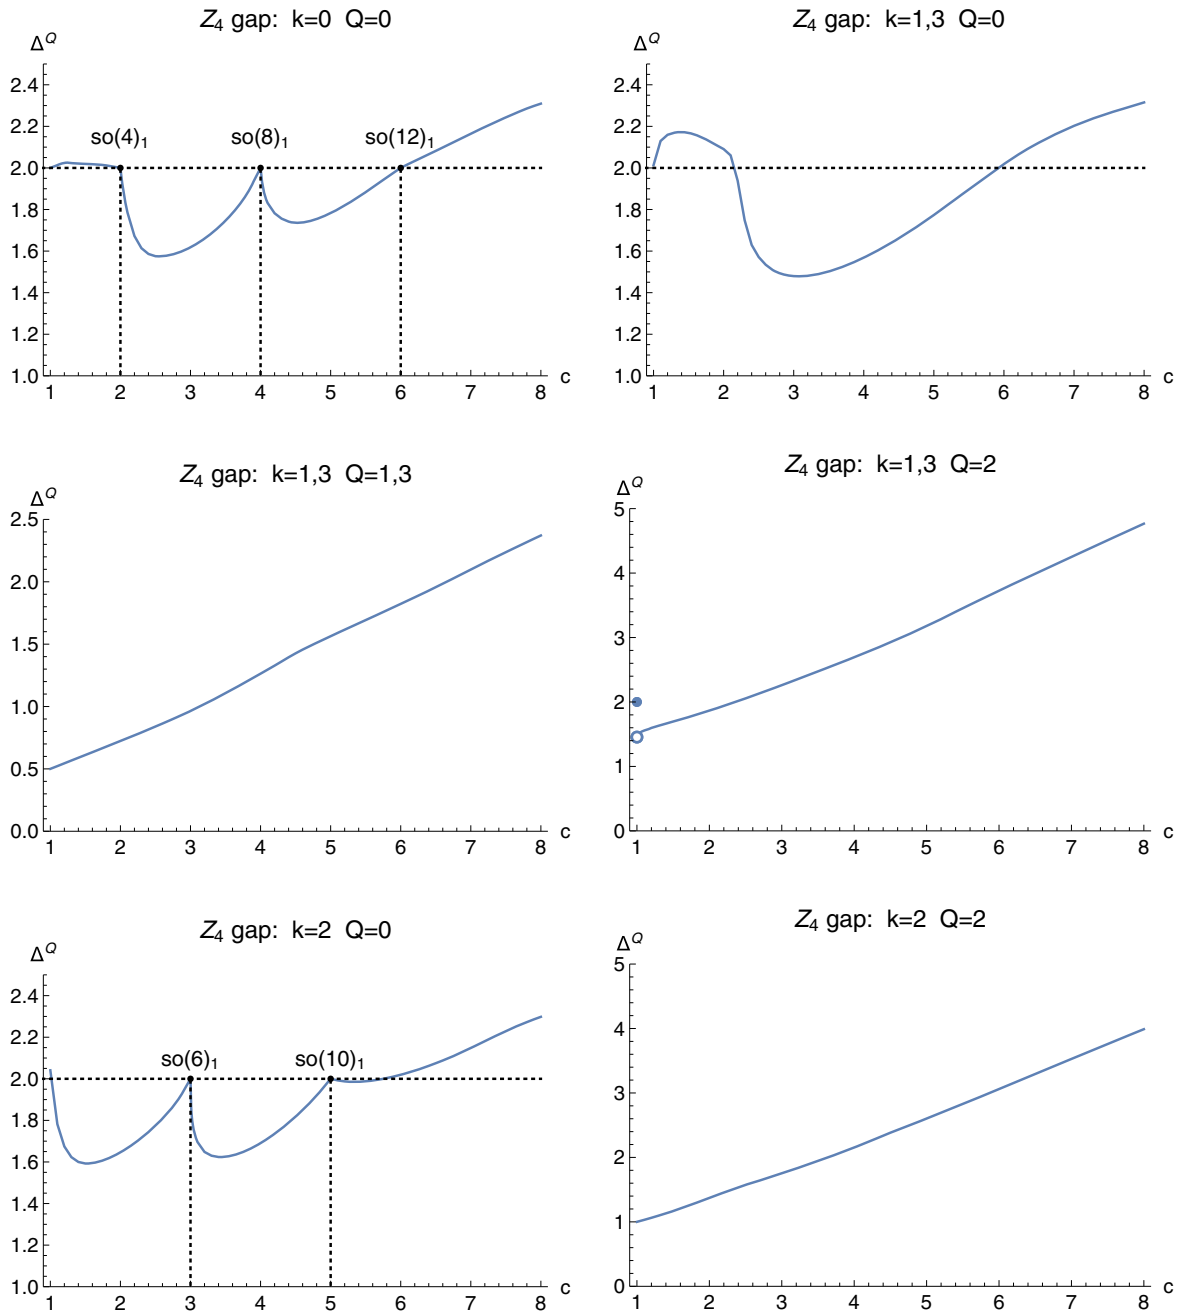 Z₄ gap: k=0 Q=0
Δ^Q
2.4
2.2
2.0
1.8
1.6
1.4
1.2
1.0
so(4)₁
so(8)₁
so(12)₁
1 2 3 4 5 6 7 8 c
Z₄ gap: k=1,3 Q=0
Δ^Q
2.4
2.2
2.0
1.8
1.6
1.4
1.2
1.0
1 2 3 4 5 6 7 8 c
Z₄ gap: k=1,3 Q=1,3
Δ^Q
2.5
2.0
1.5
1.0
0.5
0.0
1 2 3 4 5 6 7 8 c
Z₄ gap: k=1,3 Q=2
Δ^Q
5
4
3
2
1
0
1 2 3 4 5 6 7 8 c
Z₄ gap: k=2 Q=0
Δ^Q
2.4
2.2
2.0
1.8
1.6
1.4
1.2
1.0
so(6)₁
so(10)₁
1 2 3 4 5 6 7 8 c
Z₄ gap: k=2 Q=2
Δ^Q
5
4
3
2
1
0
1 2 3 4 5 6 7 8 c